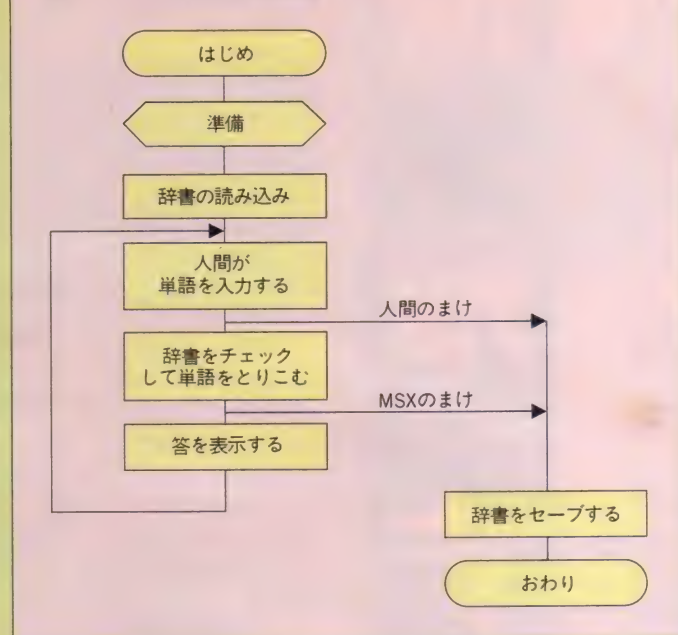 はじめ
準備
辞書の読み込み
人間が
単語を入力する
人間のまけ
辞書をチェック
して単語をとりこむ
MSXのまけ
答を表示する
辞書をセーブする
おわり